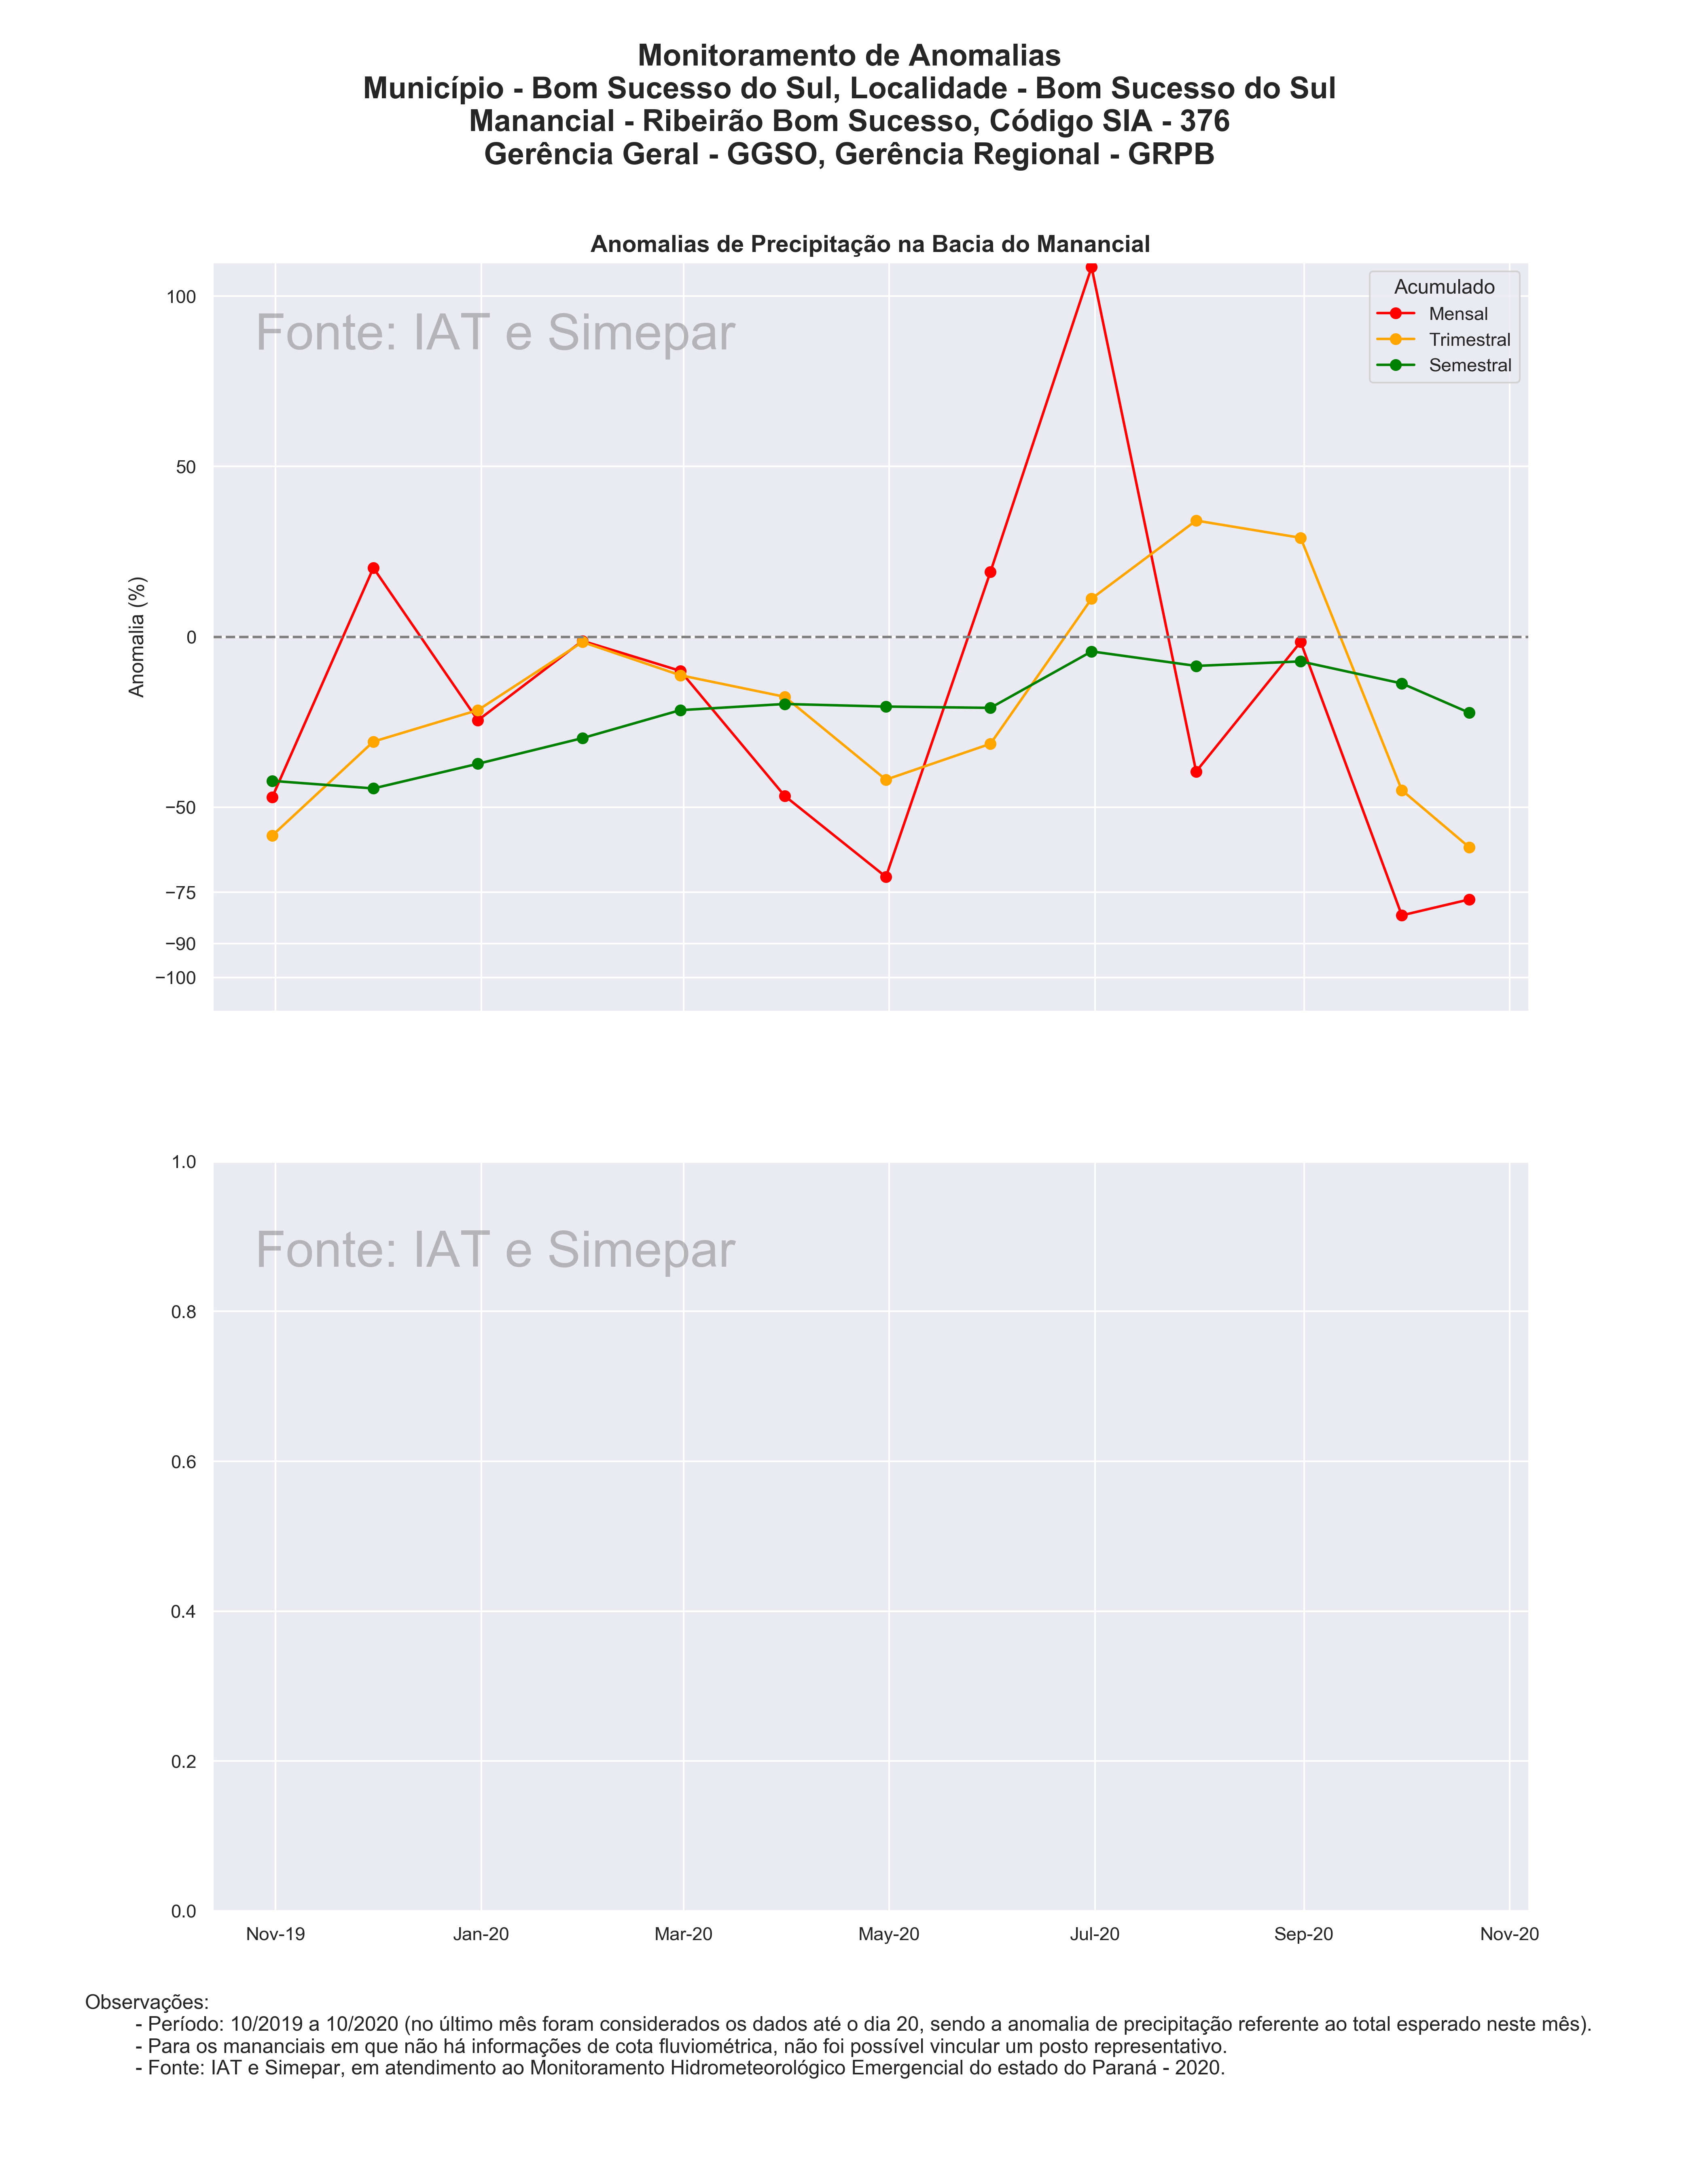 Monitoramento de Anomalias
Município - Bom Sucesso do Sul, Localidade - Bom Sucesso do Sul
Manancial - Ribeirão Bom Sucesso, Código SIA - 376
Gerência Geral - GGSO, Gerência Regional - GRPB
Anomalias de Precipitação na Bacia do Manancial
Fonte: IAT e Simepar
Acumulado
Mensal
Trimestral
Semestral
Anomalia (%)
100
50
0
−50
−75
−90
−100
Fonte: IAT e Simepar
1.0
0.8
0.6
0.4
0.2
0.0
Nov-19 Jan-20 Mar-20 May-20 Jul-20 Sep-20 Nov-20
Observações:
- Período: 10/2019 a 10/2020 (no último mês foram considerados os dados até o dia 20, sendo a anomalia de precipitação referente ao total esperado neste mês).
- Para os mananciais em que não há informações de cota fluviométrica, não foi possível vincular um posto representativo.
- Fonte: IAT e Simepar, em atendimento ao Monitoramento Hidrometeorológico Emergencial do estado do Paraná - 2020.